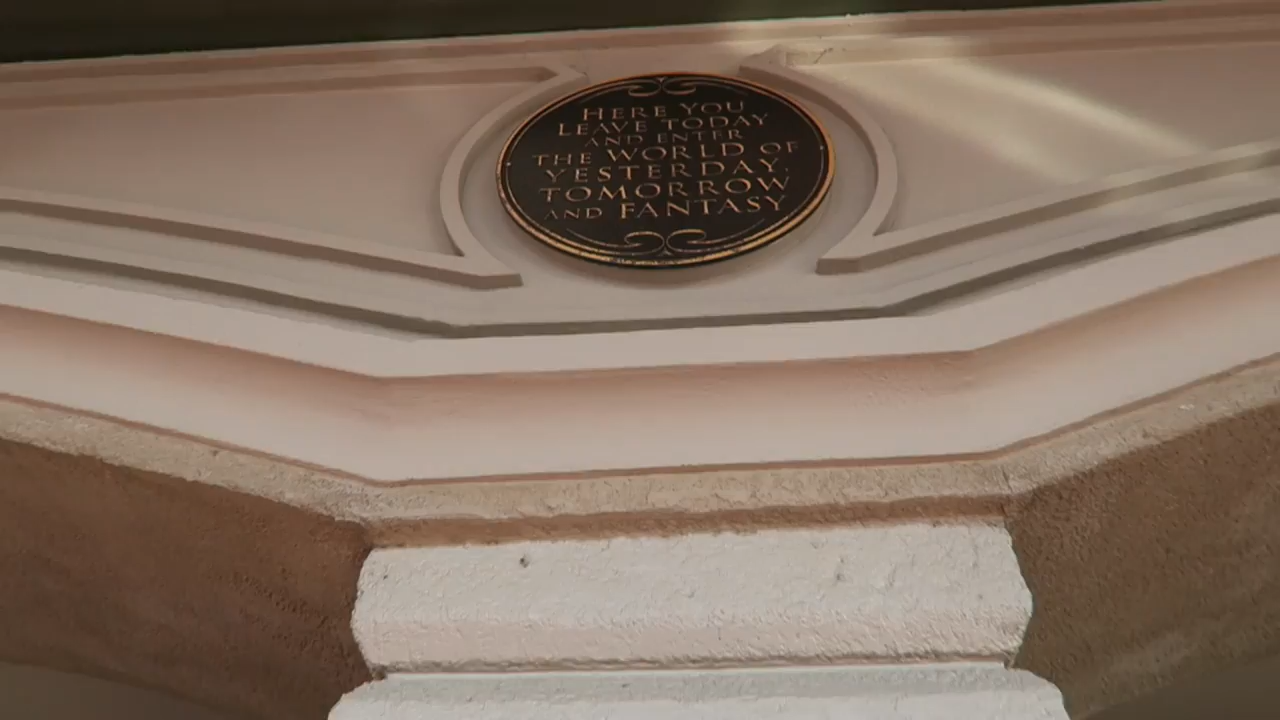 HERE YOU
LEAVE TODAY
AND ENTER
THE WORLD OF
YESTERDAY,
TOMORROW
AND FANTASY